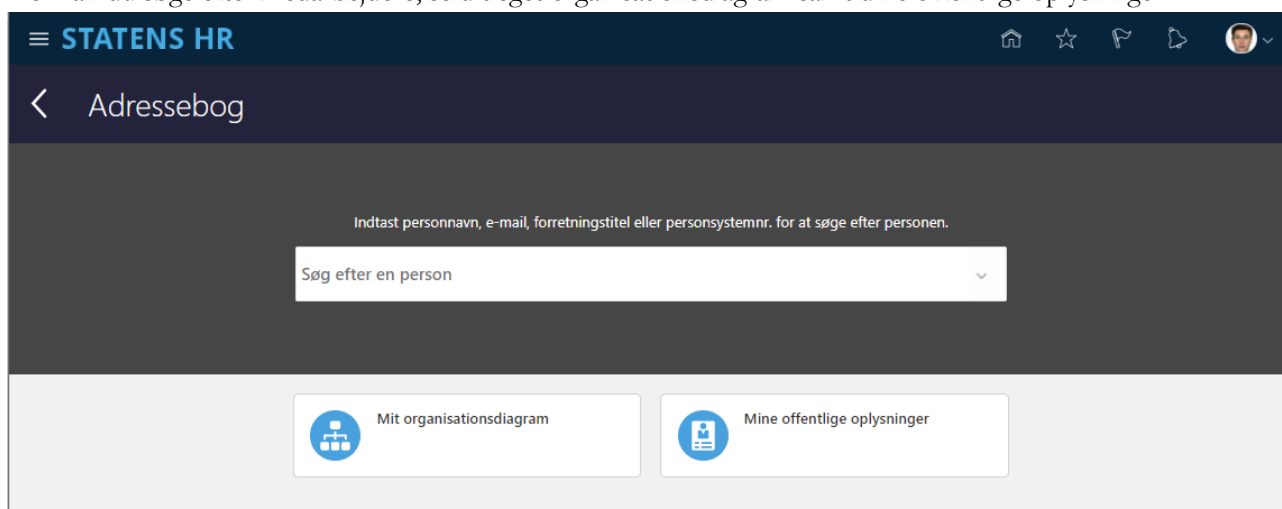 STATENS HR
Adressebog
Indtast personnavn, e-mail, forretningstitel eller personsystemnr. for at søge efter personen.
Søg efter en person
Mit organisationsdiagram
Mine offentlige oplysninger